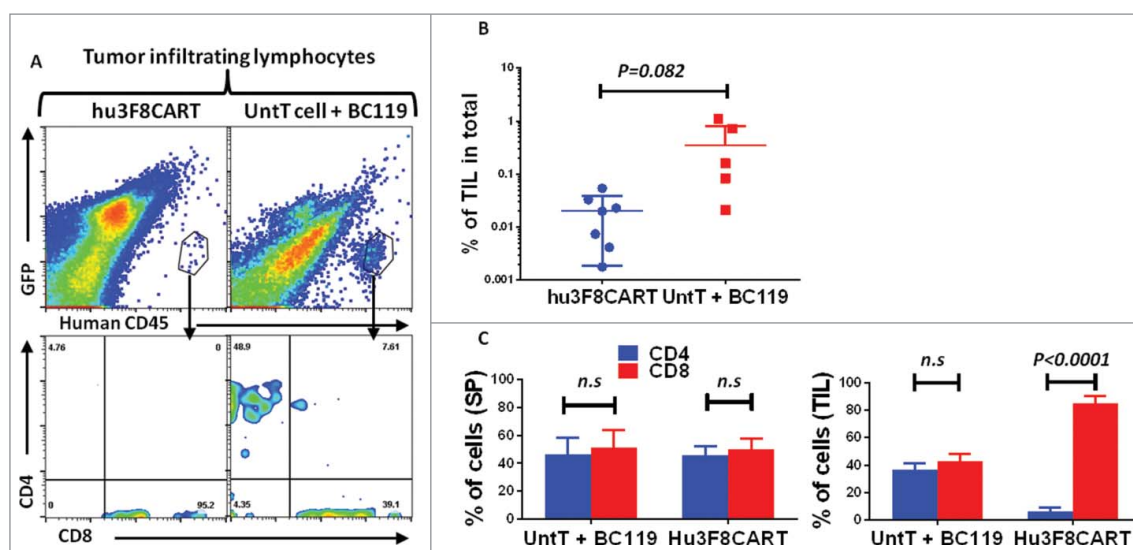 A
Tumor infiltrating lymphocytes
hu3F8CART UntT cell + BC119
GFP
Human CD45
4.76 0 48.9 7.61
0 95.2 4.35 39.1
CD4
CD8
B
P=0.082
% of TIL in total
10
1
0.1
0.01
0.001
hu3F8CART UntT + BC119
C
CD4
CD8
% of cells (SP)
100
80
60
40
20
0
n.s n.s
UntT + BC119 Hu3F8CART
% of cells (TIL)
100
80
60
40
20
0
n.s P<0.0001
UntT + BC119 Hu3F8CART